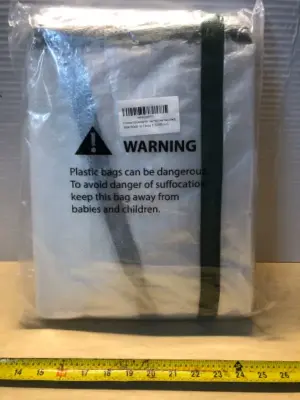 WARNING
Plastic bags can be dangerous
To avoid danger of suffocation
keep this bag away from
babies and children.
14 15 17 18 19 20 21 22 23 24 25 26